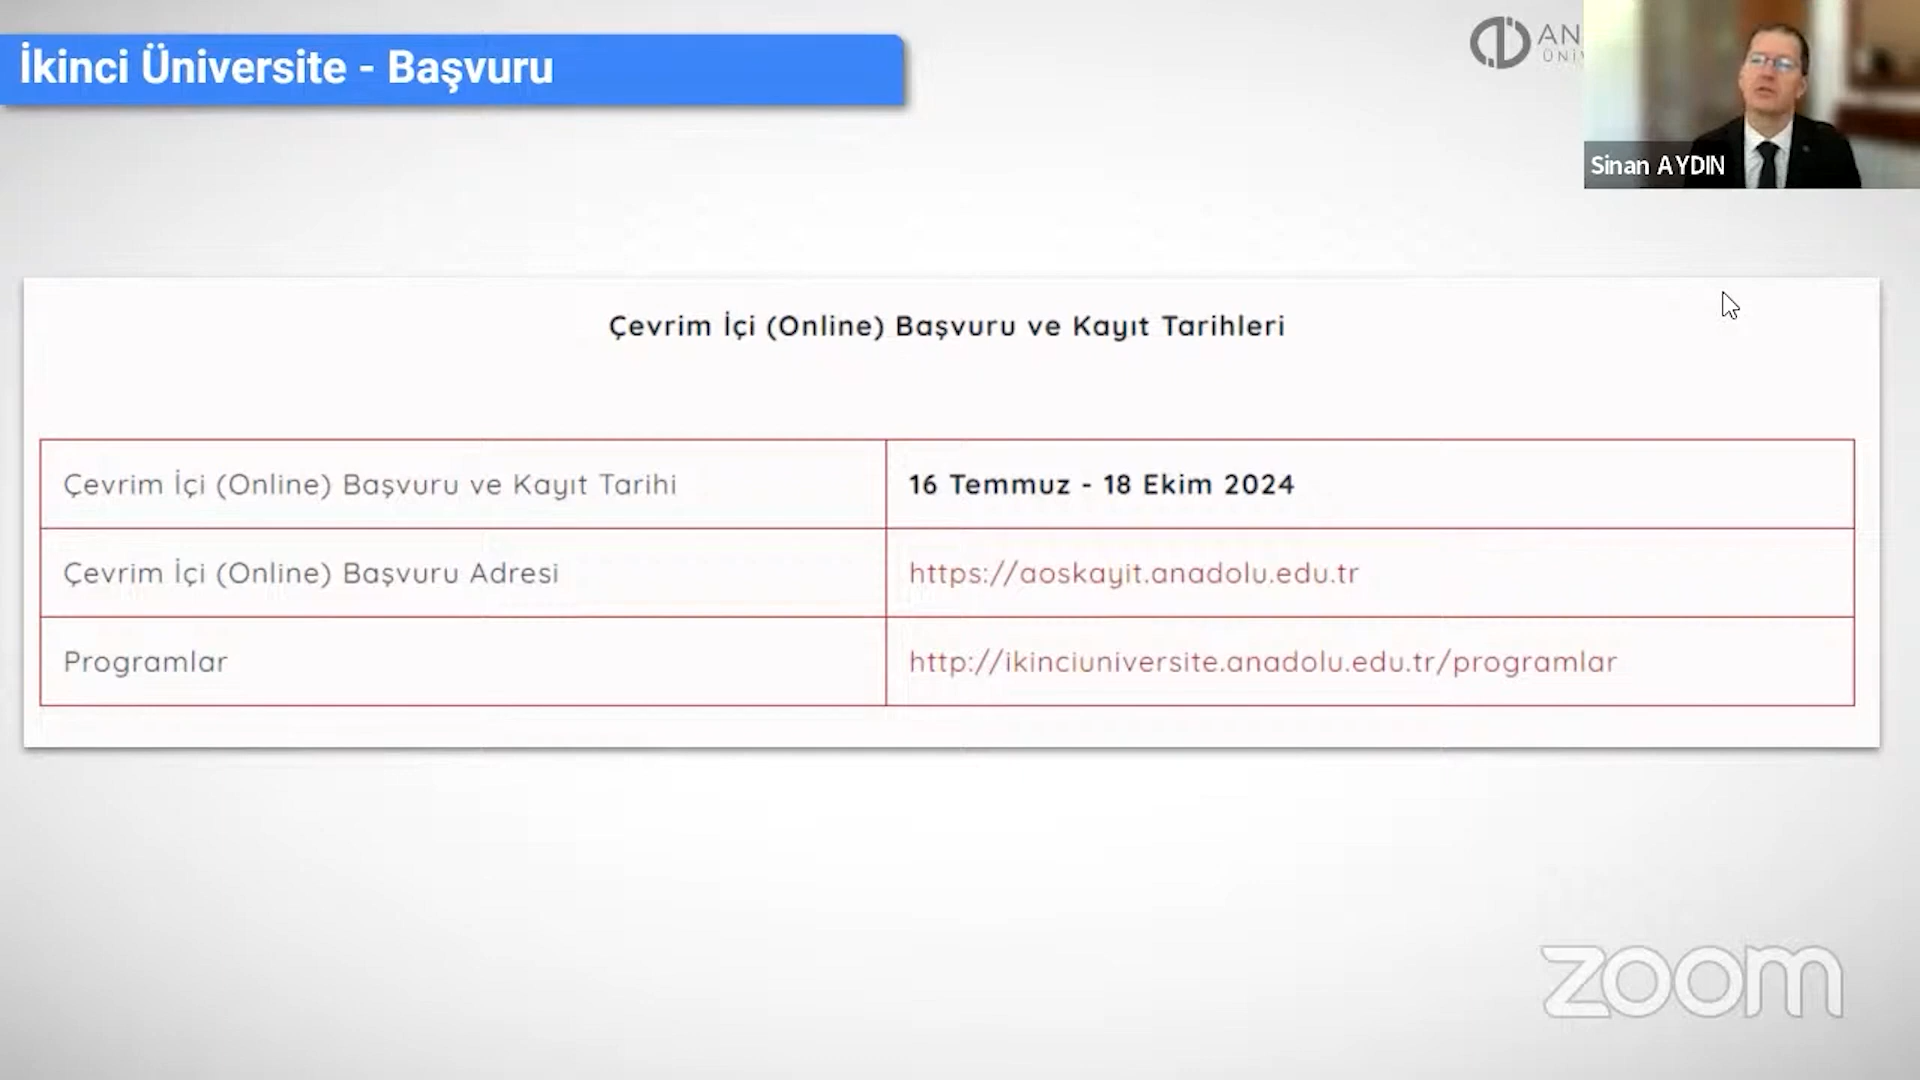 İkinci Üniversite - Başvuru
Sinan AYDIN
Çevrim İçi (Online) Başvuru ve Kayıt Tarihleri
Çevrim İçi (Online) Başvuru ve Kayıt Tarihi
16 Temmuz - 18 Ekim 2024
Çevrim İçi (Online) Başvuru Adresi
https://aoskayit.anadolu.edu.tr
Programlar
http://ikinciuniversite.anadolu.edu.tr/programlar
zoom